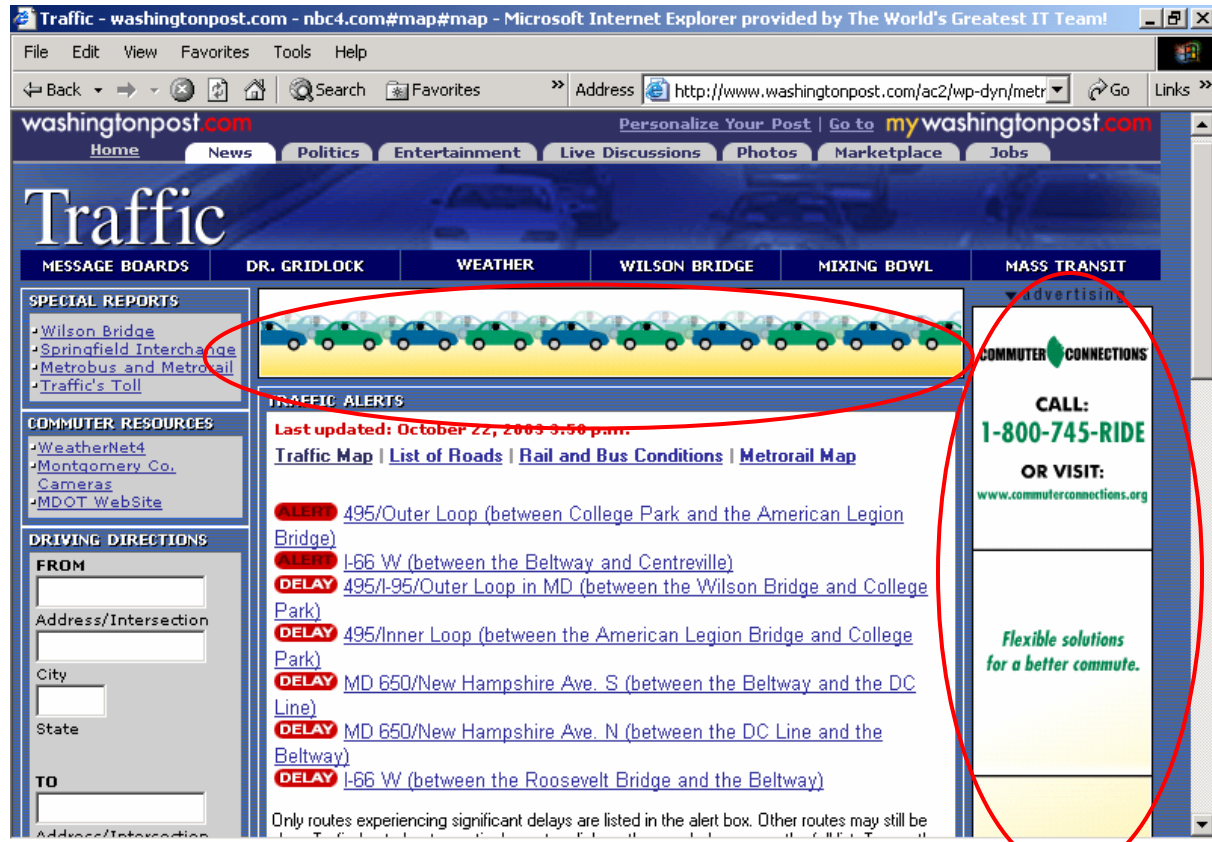 Traffic - washingtonpost.com - nbc4.com#map#map - Microsoft Internet Explorer provided by The World's Greatest IT Team!
File Edit View Favorites Tools Help
Back Search Favorites » Address http://www.washingtonpost.com/ac2/wp-dyn/metr Go Links »
washingtonpost.com Personalize Your Post | Go to mywashingtonpost.com
Home News Politics Entertainment Live Discussions Photos Marketplace Jobs
Traffic
MESSAGE BOARDS DR. GRIDLOCK WEATHER WILSON BRIDGE MIXING BOWL MASS TRANSIT
SPECIAL REPORTS
Wilson Bridge
Springfield Interchange
Metrobus and Metrorail
Traffic's Toll
COMMUTER RESOURCES
WeatherNet4
Montgomery Co.
Cameras
MDOT WebSite
DRIVING DIRECTIONS
FROM
Address/Intersection
City
State
TO
Address/Intersection
TRAFFIC ALERTS
Last updated: October 22, 2003 3:50 p.m.
Traffic Map | List of Roads | Rail and Bus Conditions | Metrorail Map
ALERT 495/Outer Loop (between College Park and the American Legion
Bridge)
ALERT I-66 W (between the Beltway and Centreville)
DELAY 495/I-95/Outer Loop in MD (between the Wilson Bridge and College
Park)
DELAY 495/Inner Loop (between the American Legion Bridge and College
Park)
DELAY MD 650/New Hampshire Ave. S (between the Beltway and the DC
Line)
DELAY MD 650/New Hampshire Ave. N (between the DC Line and the
Beltway)
DELAY I-66 W (between the Roosevelt Bridge and the Beltway)
Only routes experiencing significant delays are listed in the alert box. Other routes may still be
advertising
COMMUTER CONNECTIONS
CALL:
1-800-745-RIDE
OR VISIT:
www.commuterconnections.org
Flexible solutions
for a better commute.